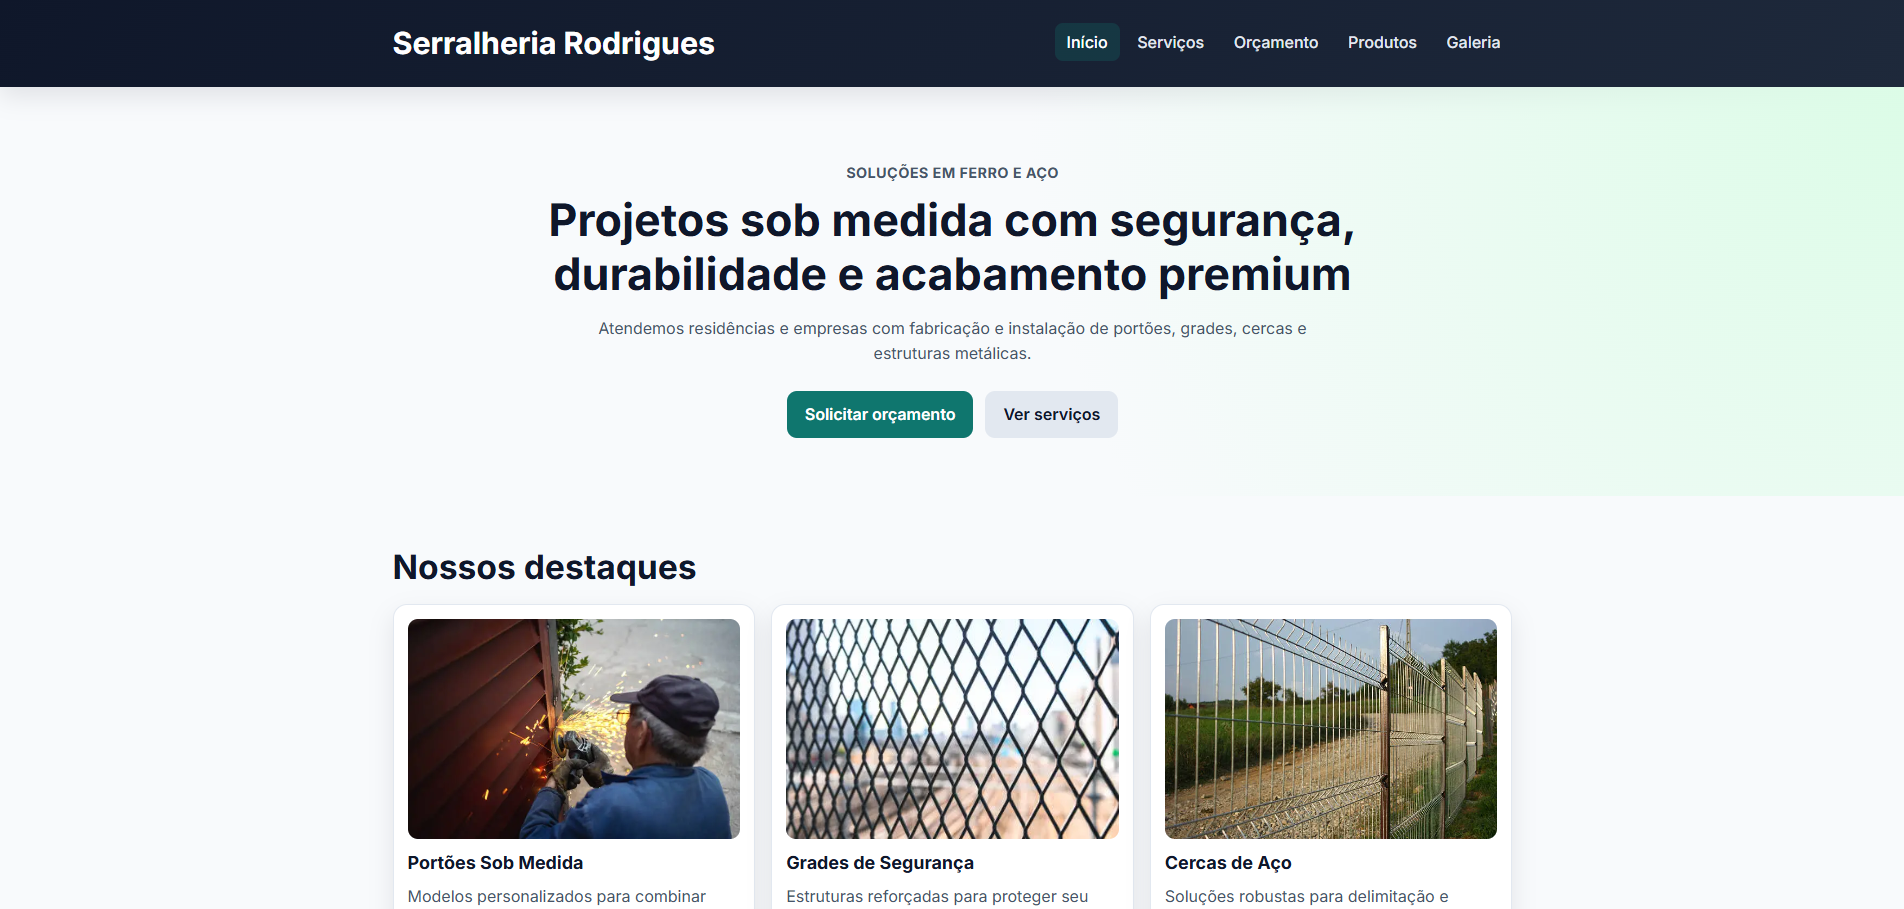 Serralheria Rodrigues
Início Serviços Orçamento Produtos Galeria
SOLUÇÕES EM FERRO E AÇO
Projetos sob medida com segurança,
durabilidade e acabamento premium
Atendemos residências e empresas com fabricação e instalação de portões, grades, cercas e
estruturas metálicas.
Solicitar orçamento Ver serviços
Nossos destaques
Portões Sob Medida
Modelos personalizados para combinar
Grades de Segurança
Estruturas reforçadas para proteger seu
Cercas de Aço
Soluções robustas para delimitação e